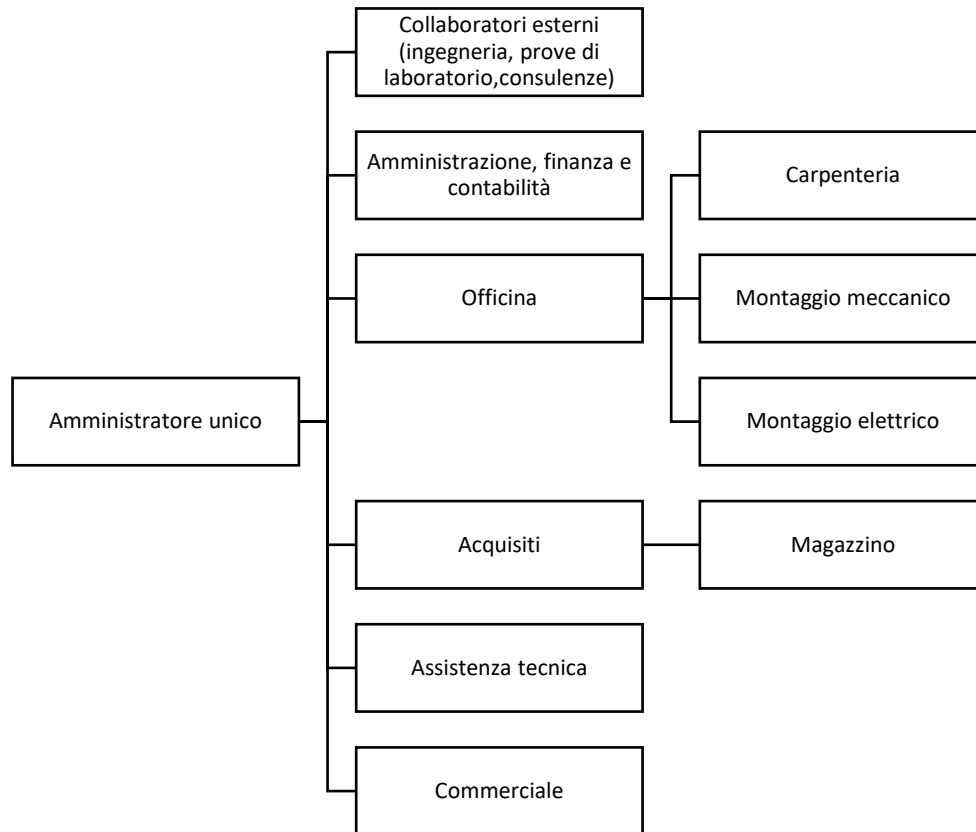 Collaboratori esterni
(ingegneria, prove di
laboratorio,consulenze)
Amministrazione, finanza e
contabilità
Carpenteria
Officina
Montaggio meccanico
Amministratore unico
Montaggio elettrico
Acquisiti
Magazzino
Assistenza tecnica
Commerciale